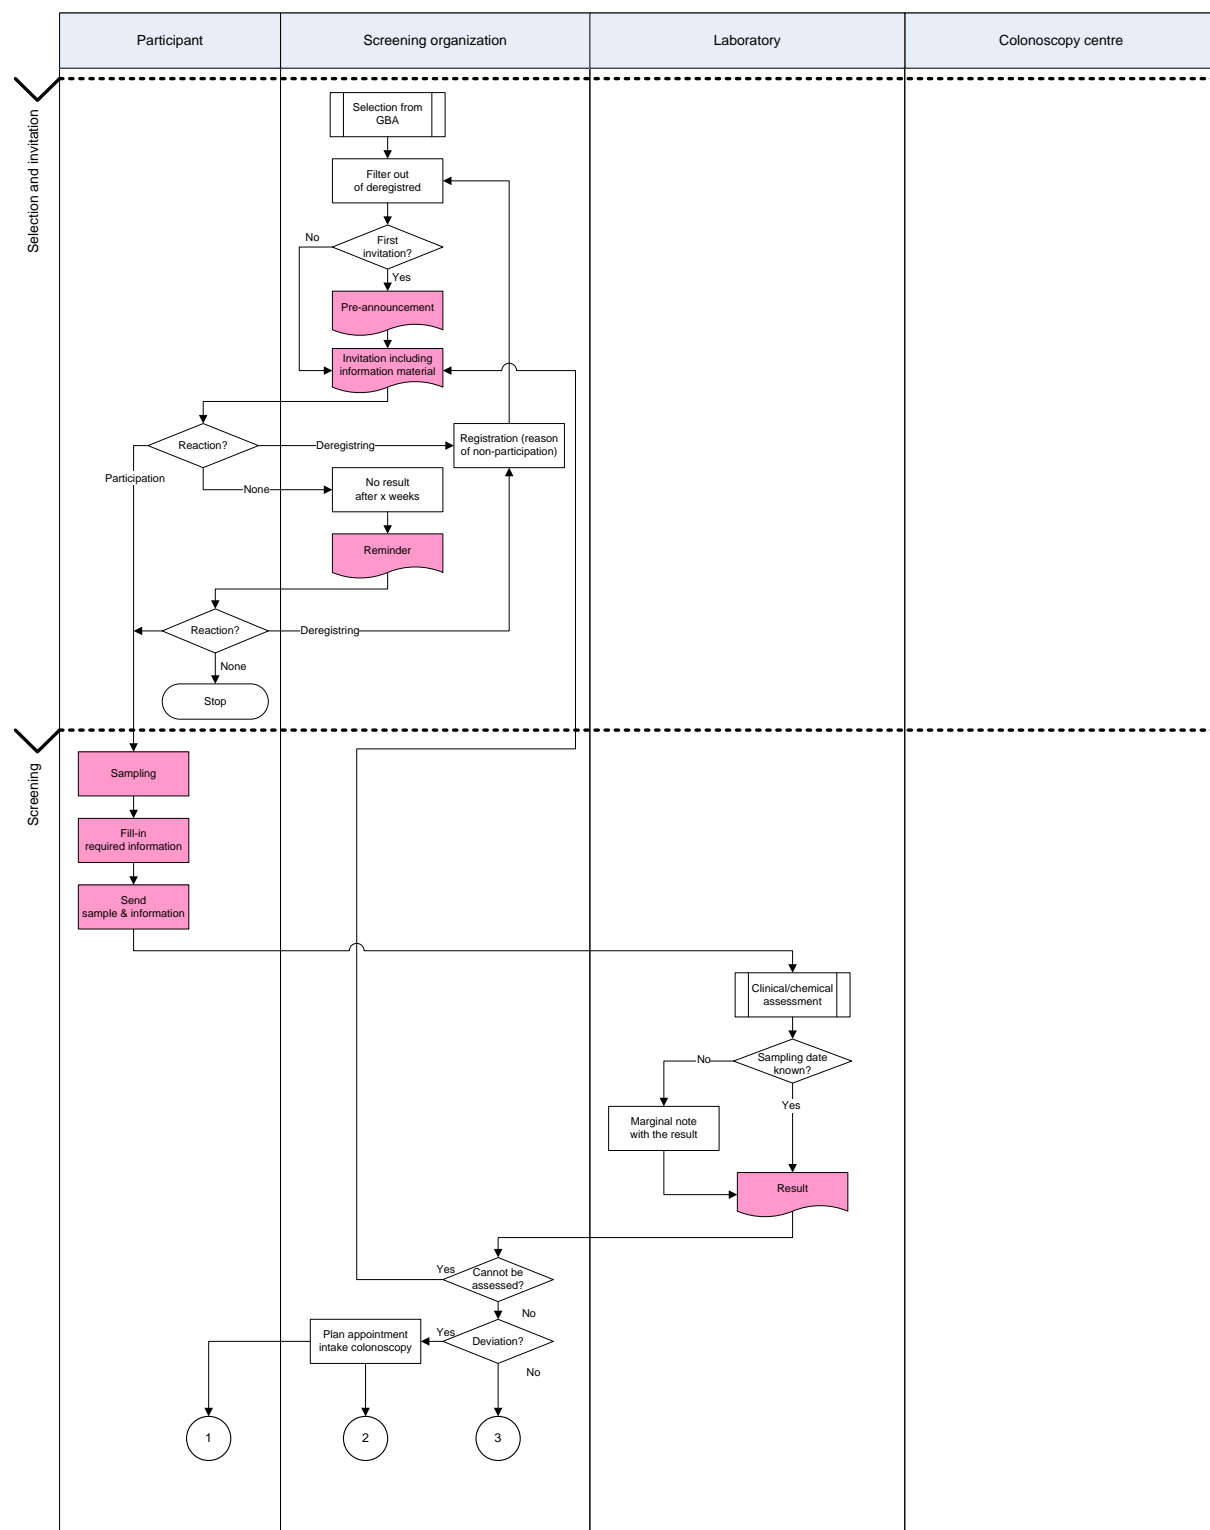 Participant
Screening organization
Laboratory
Colonoscopy centre
Selection and invitation
Selection from
GBA
Filter out
of deregistred
First
invitation?
No
Yes
Pre-announcement
Invitation including
information material
Reaction?
Deregistring
Registration (reason
of non-participation)
Participation
None
No result
after x weeks
Reminder
Reaction?
Deregistring
None
Stop
Screening
Sampling
Fill-in
required information
Send
sample & information
Clinical/chemical
assessment
Sampling date
known?
No
Yes
Marginal note
with the result
Result
Cannot be
assessed?
Yes
No
Deviation?
Yes
Plan appointment
intake colonoscopy
No
1
2
3